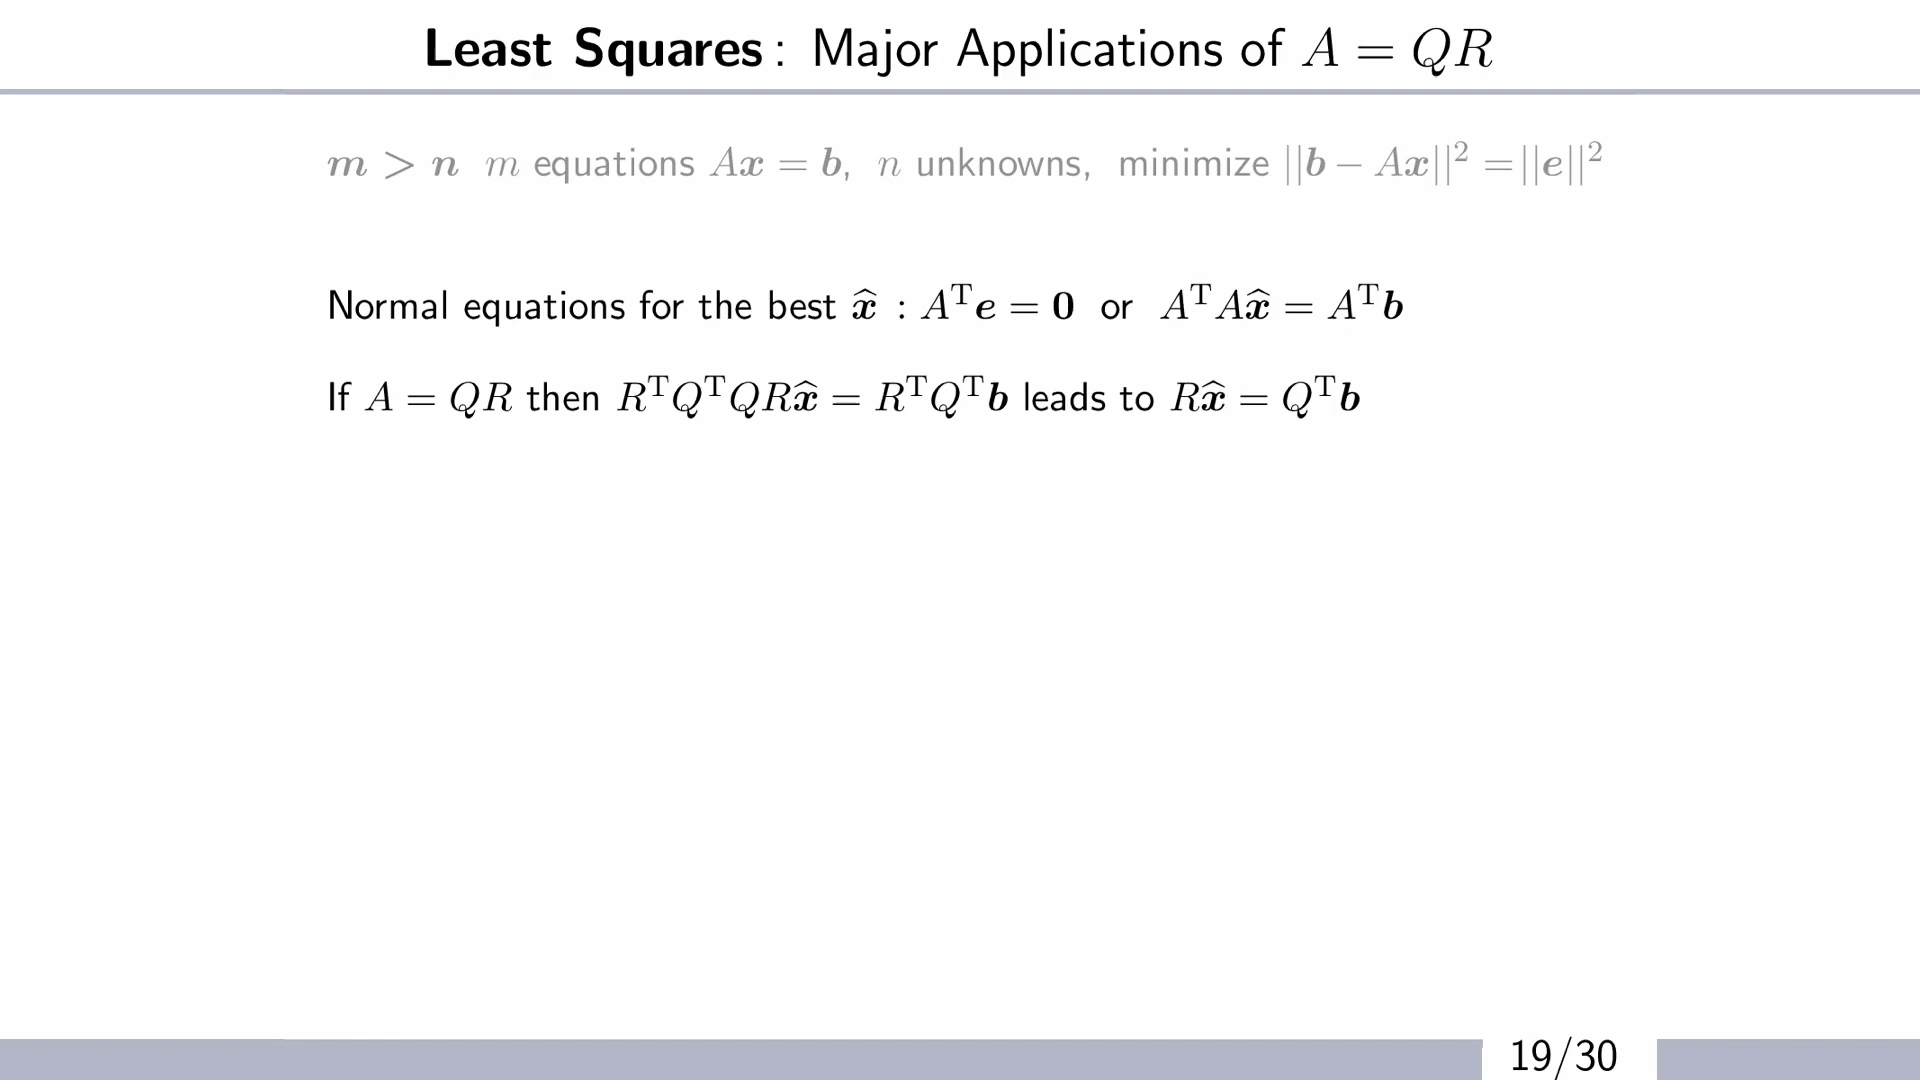 Least Squares : Major Applications of A = QR
m > n m equations Ax = b, n unknowns, minimize ||b − Ax||² = ||e||²
Normal equations for the best x̂ : Aᵀe = 0 or AᵀAx̂ = Aᵀb
If A = QR then RᵀQᵀQRx̂ = RᵀQᵀb leads to Rx̂ = Qᵀb
19/30